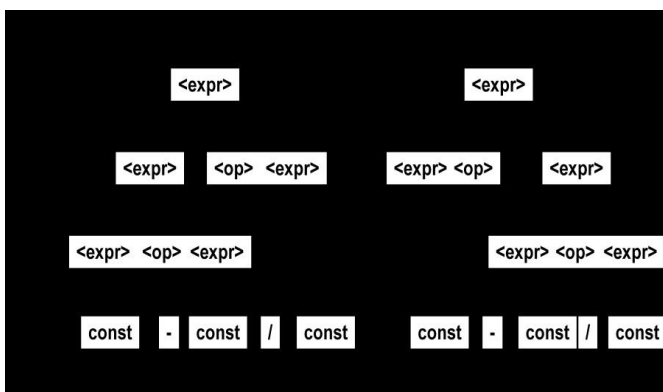 <expr> <expr>
<expr> <op> <expr> <expr> <op> <expr>
<expr> <op> <expr> <expr> <op> <expr>
const - const / const const - const / const